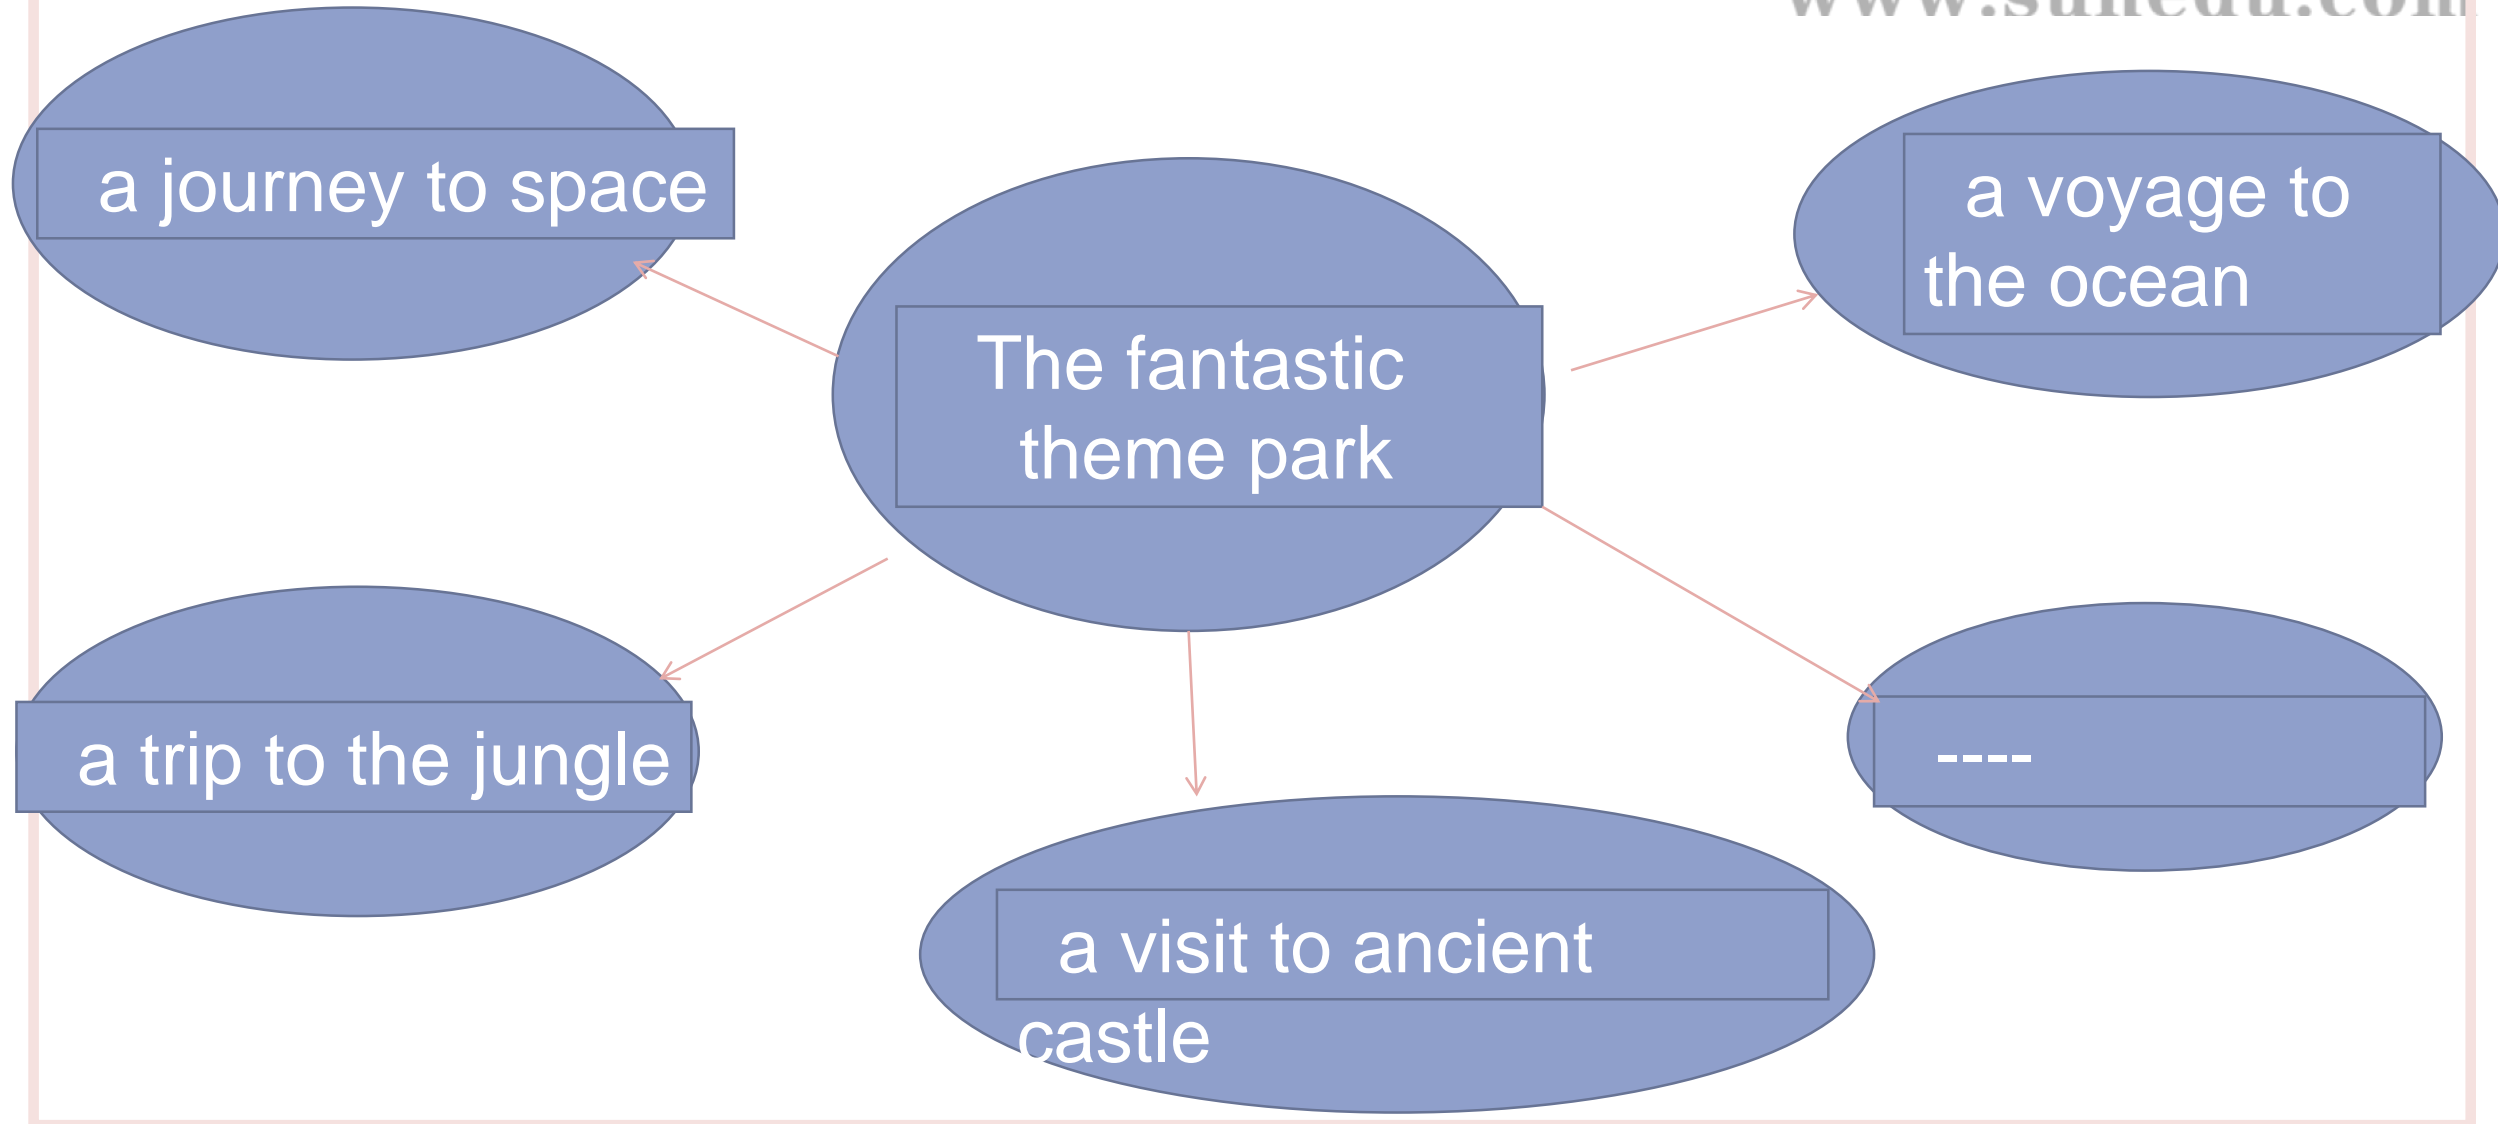 a journey to space
a voyage to
the ocean
The fantastic
theme park
a trip to the jungle
----
a visit to ancient
castle